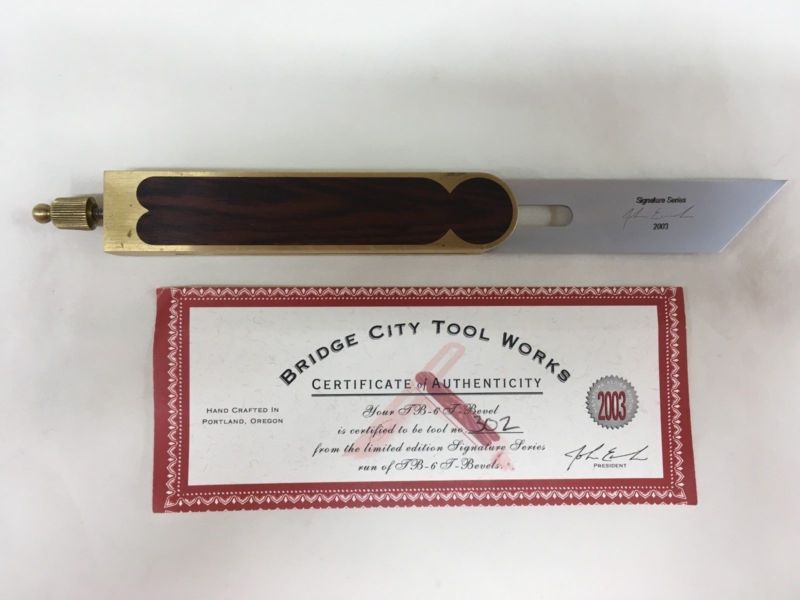 Signature Series
2003
BRIDGE CITY TOOL WORKS
CERTIFICATE of AUTHENTICITY
HAND CRAFTED IN
PORTLAND, OREGON
Your TB-6 T-Bevel
is certified to be tool no. 302
from the limited edition Signature Series
run of TB-6 T-Bevels.
2003
PRESIDENT